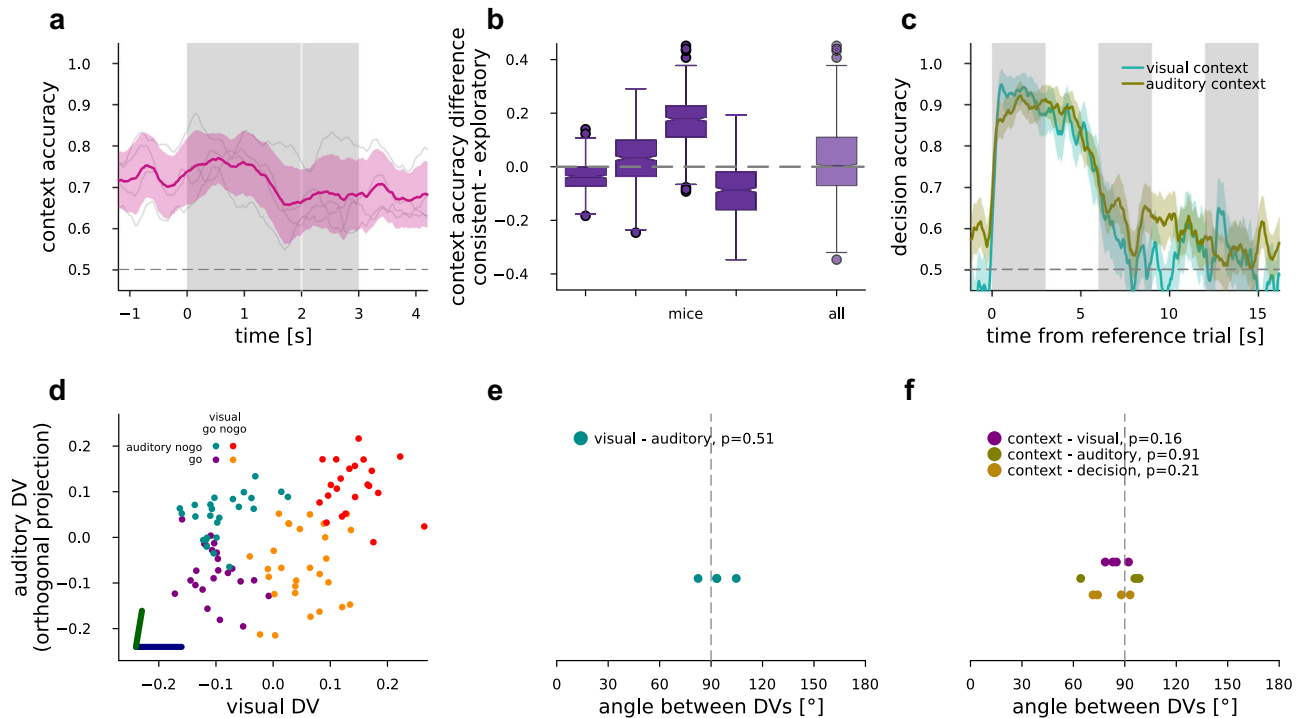 a
context accuracy
1.0
0.9
0.8
0.7
0.6
0.5
−1
0
1
2
3
4
time [s]
b
context accuracy difference
consistent - exploratory
0.4
0.2
0.0
−0.2
−0.4
mice
all
c
decision accuracy
1.0
0.9
0.8
0.7
0.6
0.5
visual context
auditory context
0
5
10
15
time from reference trial [s]
d
auditory DV
(orthogonal projection)
0.2
0.1
0.0
−0.1
−0.2
visual
go nogo
auditory nogo
go
−0.2
−0.1
0.0
0.1
0.2
visual DV
e
visual - auditory, p=0.51
0
30
60
90
120
150
180
angle between DVs [°]
f
context - visual, p=0.16
context - auditory, p=0.91
context - decision, p=0.21
0
30
60
90
120
150
180
angle between DVs [°]